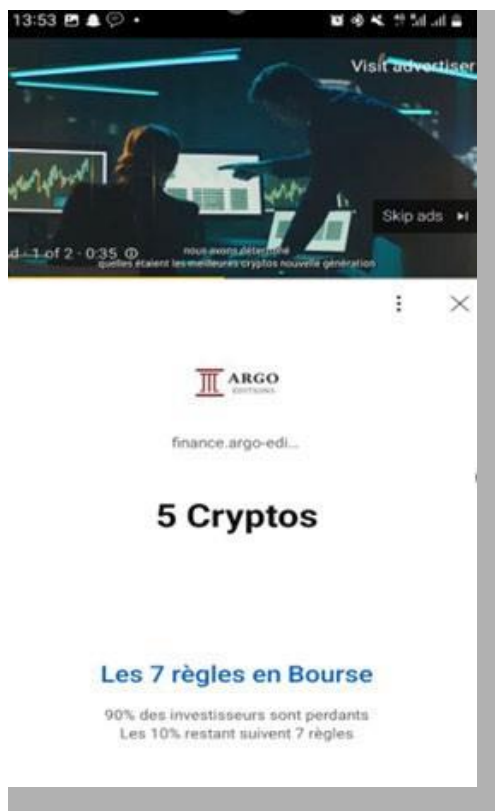 13:53
Visit advertiser
Skip ads
d · 1 of 2 · 0:35
nous avons déterminé
quelles étaient les meilleures cryptos nouvelle génération
ARGO
EDITIONS
finance.argo-edi...
5 Cryptos
Les 7 règles en Bourse
90% des investisseurs sont perdants
Les 10% restant suivent 7 règles